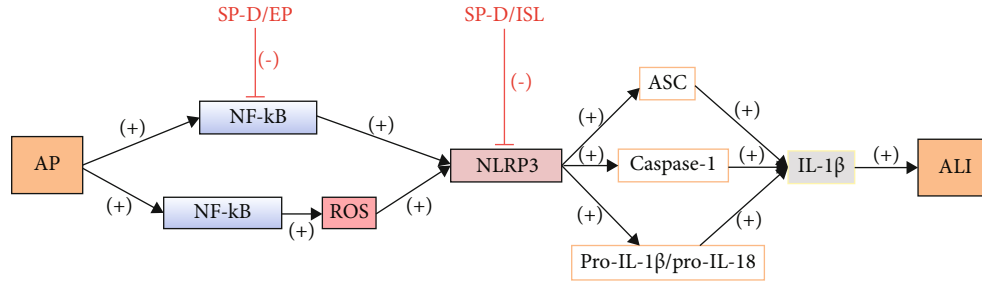 SP-D/EP
SP-D/ISL
(-)
(-)
ASC
(+)
NF-kB
(+)
(+)
(+)
(+)
AP
NLRP3
(+)
Caspase-1
(+)
IL-1β
(+)
ALI
(+)
NF-kB
(+)
ROS
(+)
(+)
(+)
Pro-IL-1β/pro-IL-18